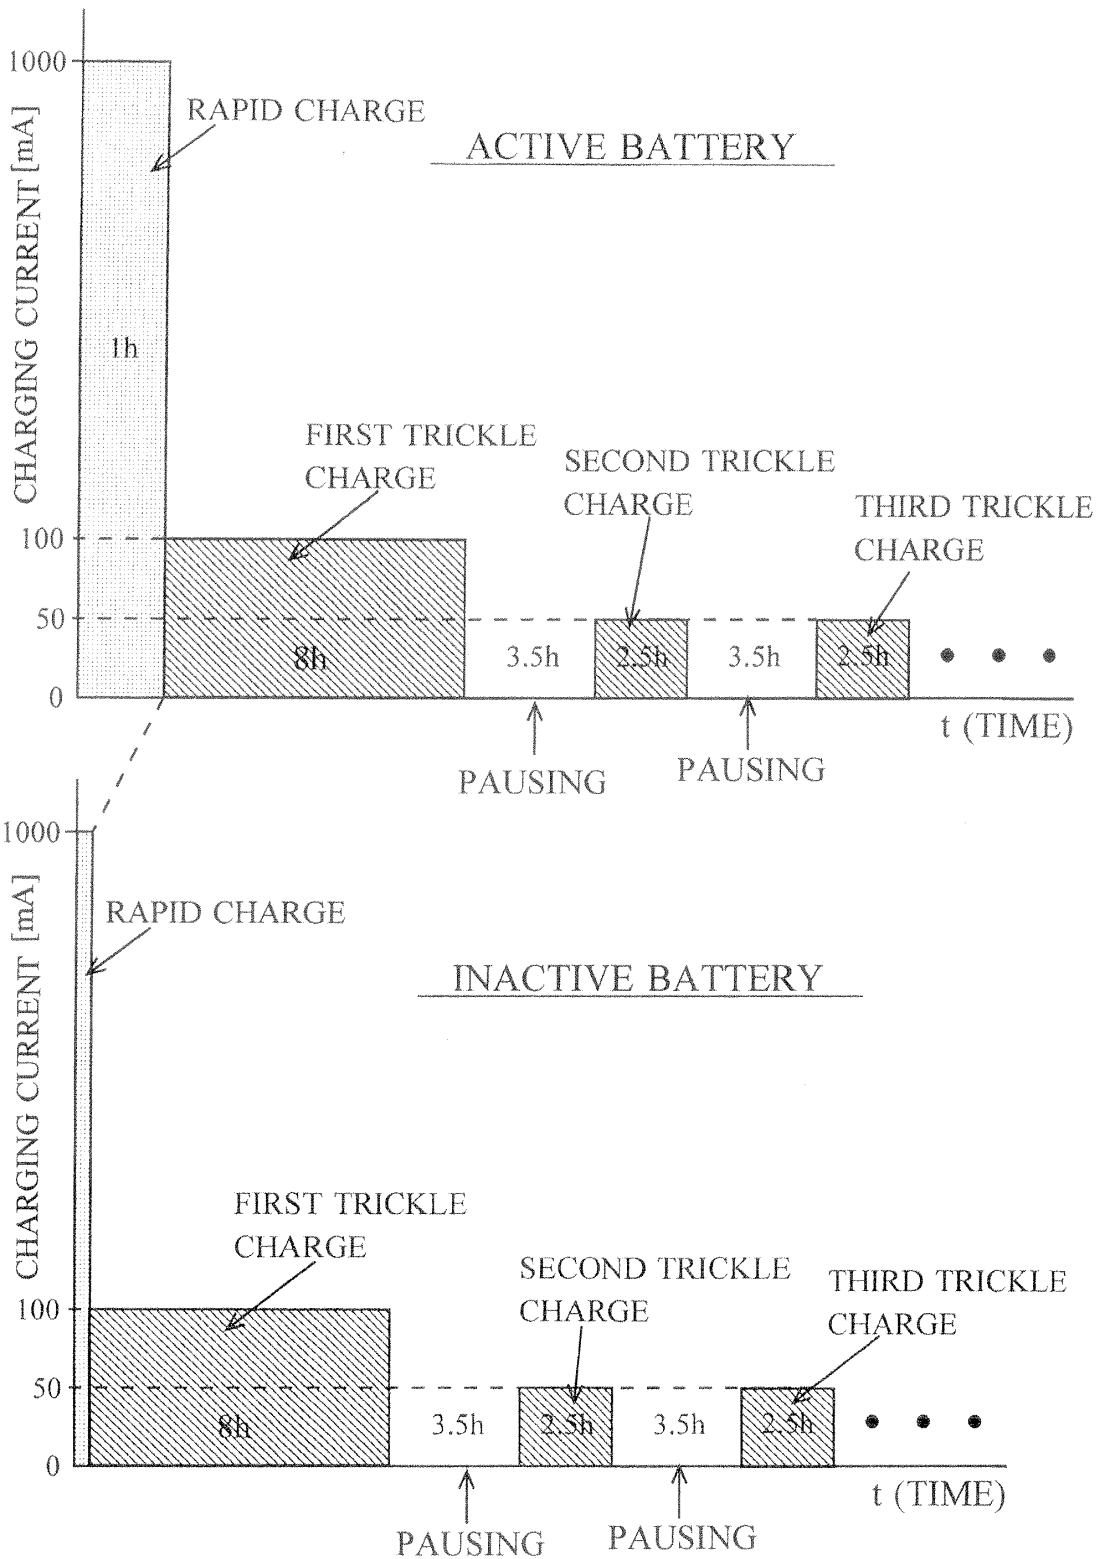 1000
CHARGING CURRENT [mA]
RAPID CHARGE
ACTIVE BATTERY
1h
FIRST TRICKLE
CHARGE
SECOND TRICKLE
CHARGE
THIRD TRICKLE
CHARGE
100
50
8h
3.5h
2.5h
3.5h
2.5h
0
t (TIME)
PAUSING
PAUSING
1000
CHARGING CURRENT [mA]
RAPID CHARGE
INACTIVE BATTERY
FIRST TRICKLE
CHARGE
SECOND TRICKLE
CHARGE
THIRD TRICKLE
CHARGE
100
50
8h
3.5h
2.5h
3.5h
2.5h
0
t (TIME)
PAUSING
PAUSING